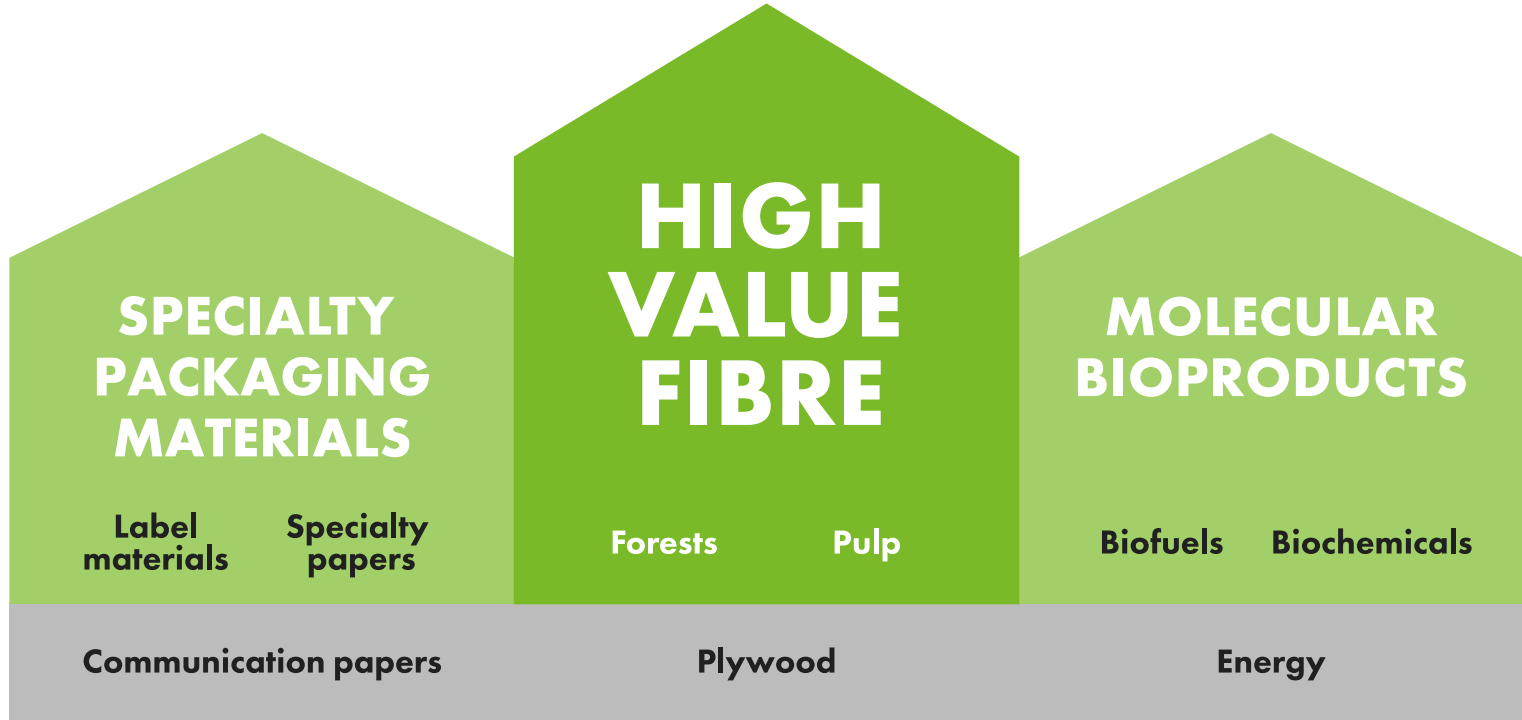 SPECIALTY
PACKAGING
MATERIALS
Label
materials
Specialty
papers
HIGH
VALUE
FIBRE
Forests
Pulp
MOLECULAR
BIOPRODUCTS
Biofuels
Biochemicals
Communication papers
Plywood
Energy